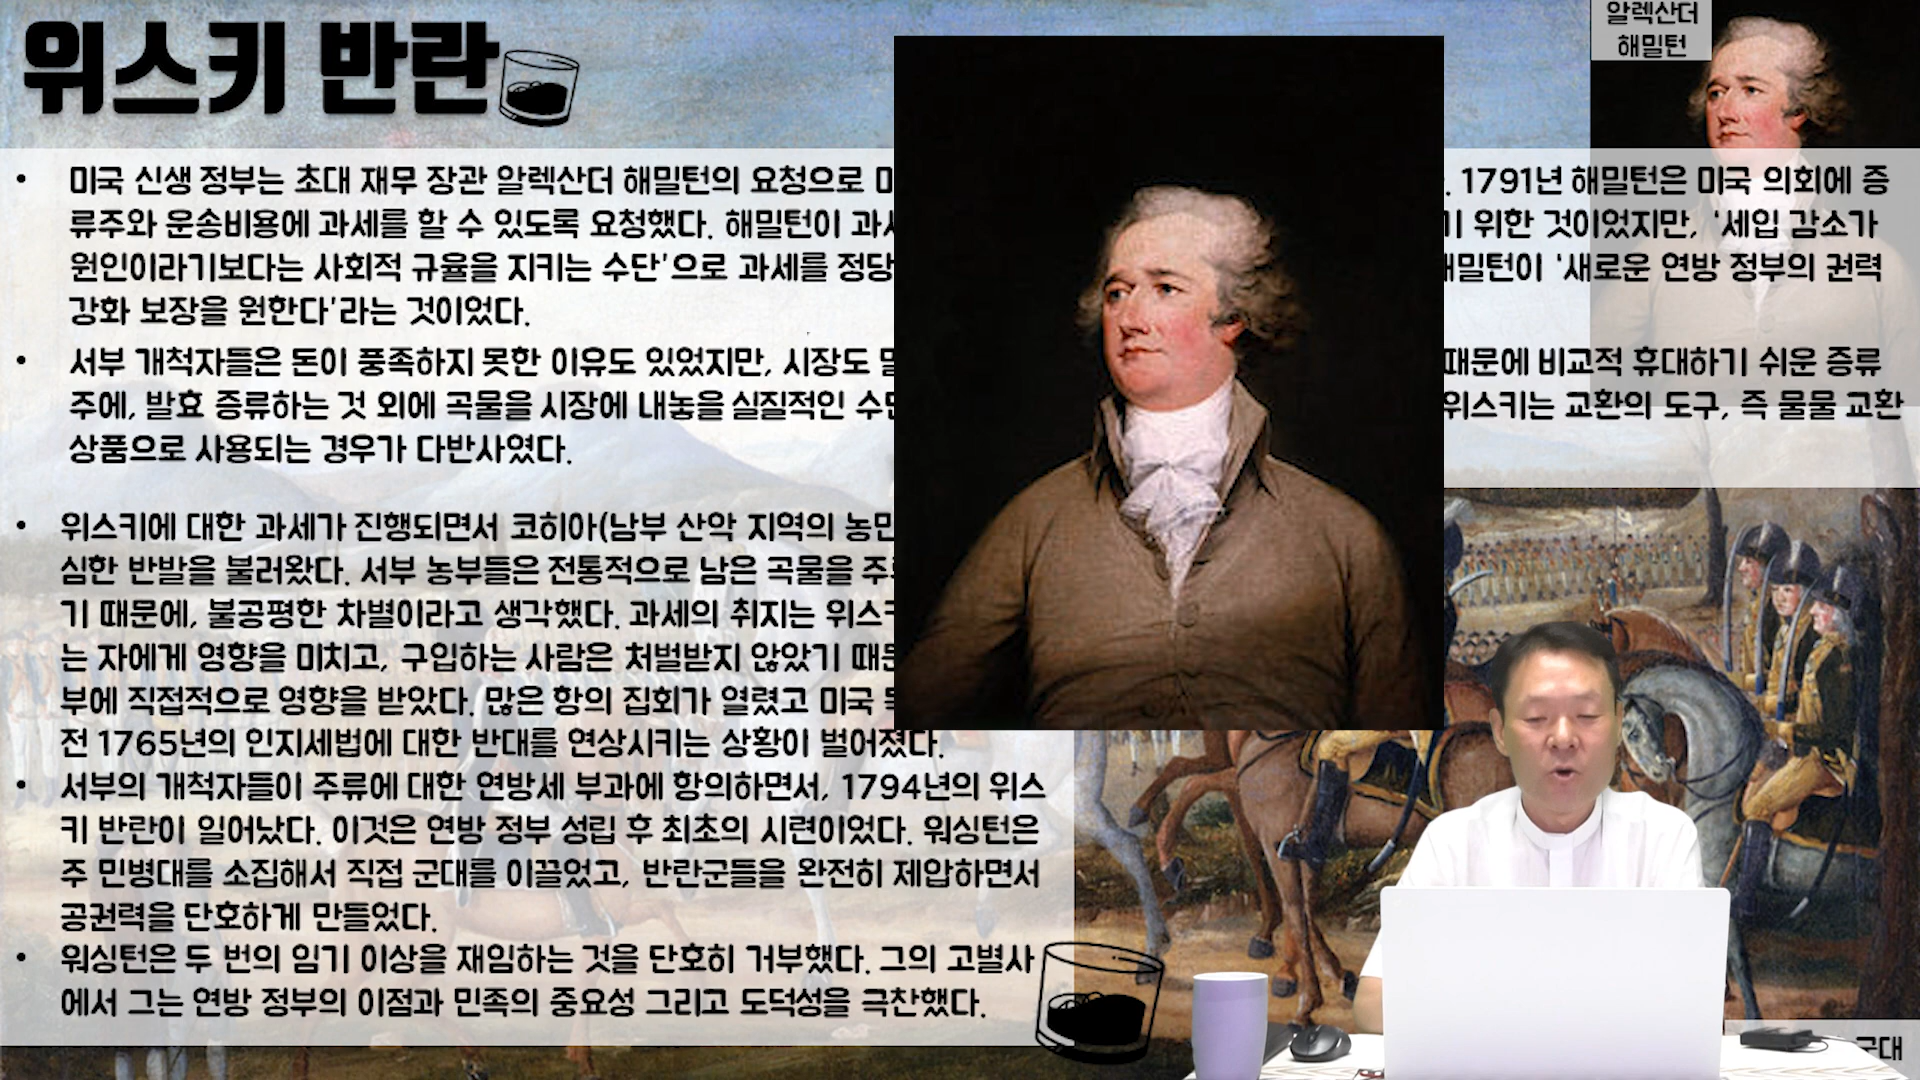 위스키 반란
알렉산더
해밀턴
미국 신생 정부는 초대 재무 장관 알렉산더 해밀턴의 요청으로 . 1791년 해밀턴은 미국 의회에 증
류주와 운송비용에 과세를 할 수 있도록 요청했다. 해밀턴이 위한 것이었지만, '세입 감소가
원인이라기보다는 사회적 규율을 지키는 수단'으로 과세를 '새로운 연방 정부의 권력
강화 보장을 원한다'라는 것이었다.
서부 개척자들은 돈이 풍족하지 못한 이유도 있었지만, 시장도 때문에 비교적 휴대하기 쉬운 증류
주에, 발효 증류하는 것 외에 곡물을 시장에 내놓을 실질적인 위스키는 교환의 도구, 즉 물물 교환
상품으로 사용되는 경우가 다반사였다.
위스키에 대한 과세가 진행되면서 코히아(남부 산악 지역의
심한 반발을 불러왔다. 서부 농부들은 전통적으로 남은 곡물을
기 때문에, 불공평한 차별이라고 생각했다. 과세의 취지는
는 자에게 영향을 미치고, 구입하는 사람은 처벌받지 않았기
부에 직접적으로 영향을 받았다. 많은 항의 집회가 열렸고 미국
전 1765년의 인지세법에 대한 반대를 연상시키는 상황이 벌어졌다.
서부의 개척자들이 주류에 대한 연방세 부과에 항의하면서, 1794년의 위스
키 반란이 일어났다. 이것은 연방 정부 성립 후 최초의 시련이었다. 워싱턴은
주 민병대를 소집해서 직접 군대를 이끌었고, 반란군들을 완전히 제압하면서
공권력을 단호하게 만들었다.
워싱턴은 두 번의 임기 이상을 재임하는 것을 단호히 거부했다. 그의 고별사
에서 그는 연방 정부의 이점과 민족의 중요성 그리고 도덕성을 극찬했다.
군대